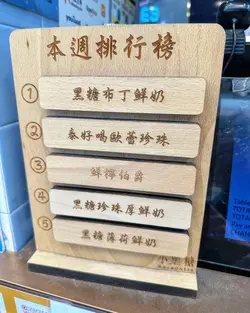 本週排行榜
① 黑糖布丁鮮奶
② 泰好喝歐蕾珍珠
③ 鮮檸伯爵
④ 黑糖珍珠厚鮮奶
⑤ 黑糖薄荷鮮奶